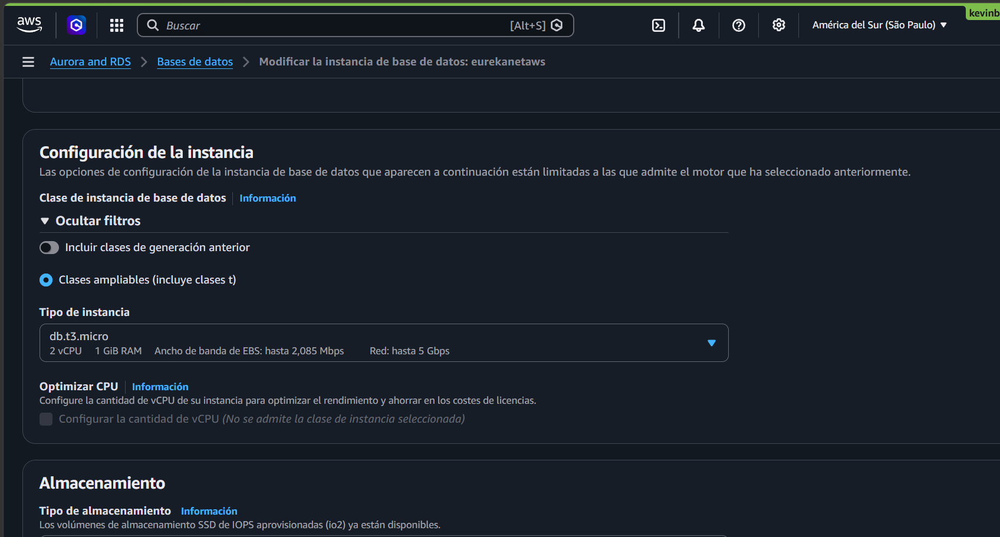 kevinb
aws
Buscar [Alt+S]
América del Sur (São Paulo)
Aurora and RDS > Bases de datos > Modificar la instancia de base de datos: eurekanetaws
Configuración de la instancia
Las opciones de configuración de la instancia de base de datos que aparecen a continuación están limitadas a las que admite el motor que ha seleccionado anteriormente.
Clase de instancia de base de datos | Información
Ocultar filtros
Incluir clases de generación anterior
Clases ampliables (incluye clases t)
Tipo de instancia
db.t3.micro
2 vCPU 1 GiB RAM Ancho de banda de EBS: hasta 2,085 Mbps Red: hasta 5 Gbps
Optimizar CPU | Información
Configure la cantidad de vCPU de su instancia para optimizar el rendimiento y ahorrar en los costes de licencias.
Configurar la cantidad de vCPU (No se admite la clase de instancia seleccionada)
Almacenamiento
Tipo de almacenamiento Información
Los volúmenes de almacenamiento SSD de IOPS aprovisionadas (io2) ya están disponibles.